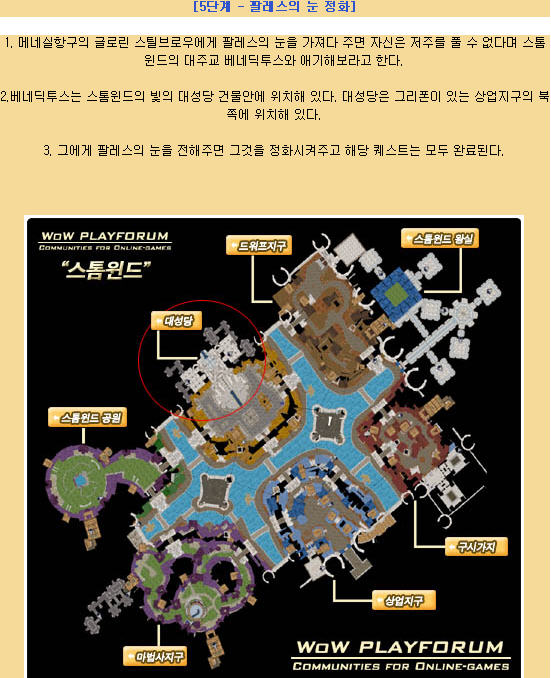 [5단계 - 팔레스의 눈 정화]
1. 메네실항구의 글로린 스틸브로우에게 팔레스의 눈을 가져다 주면 자신은 저주를 풀 수 없다며 스톰
윈드의 대주교 베네딕투스와 얘기해보라고 한다.
2.베네딕투스는 스톰윈드의 빛의 대성당 건물안에 위치해 있다. 대성당은 그리폰이 있는 상업지구의 북
쪽에 위치해 있다.
3. 그에게 팔레스의 눈을 전해주면 그것을 정화시켜주고 해당 퀘스트는 모두 완료된다.
WOW PLAYFORUM
COMMUNITIES FOR ONLINE-GAMES
"스톰윈드"
드워프지구
스톰윈드 왕실
대성당
스톰윈드 공원
구시가지
상업지구
마법사지구
WOW PLAYFORUM
COMMUNITIES FOR ONLINE-GAMES